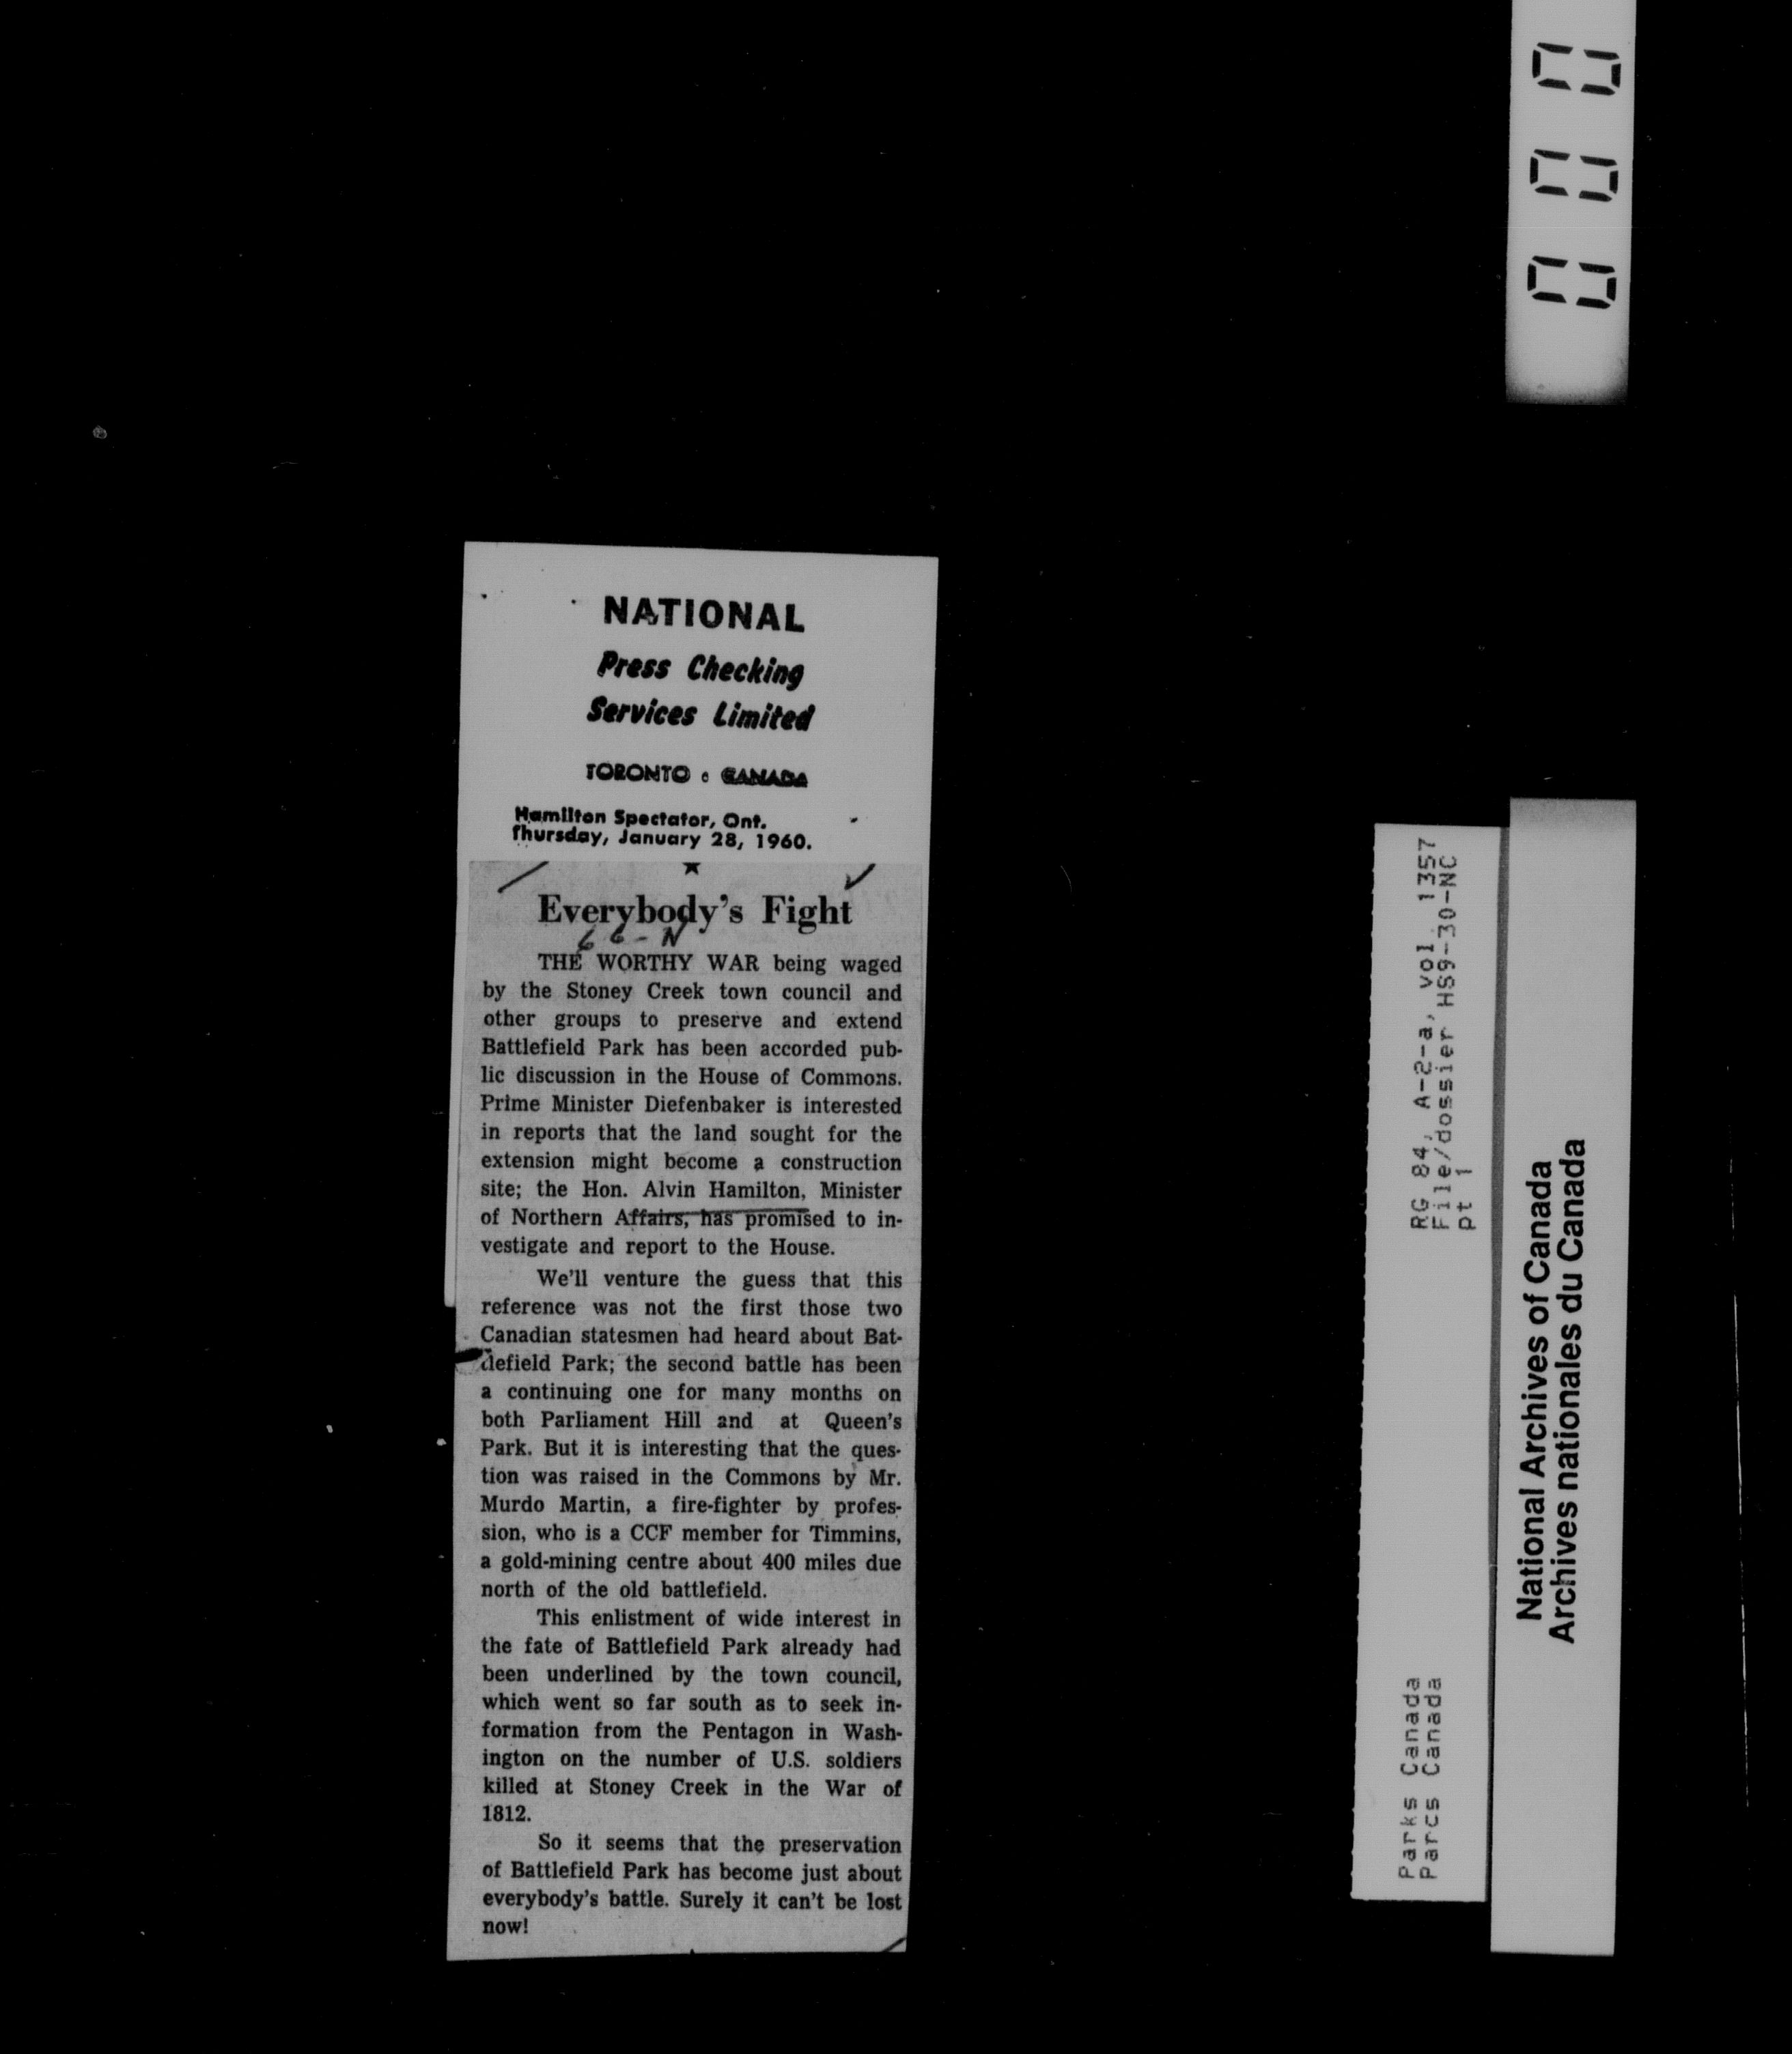 NATIONAL
Press Checking
Services Limited
TORONTO • CANADA
Hamilton Spectator, Ont.
Thursday, January 28, 1960.
Everybody's Fight
66-N
THE WORTHY WAR being waged
by the Stoney Creek town council and
other groups to preserve and extend
Battlefield Park has been accorded pub-
lic discussion in the House of Commons.
Prime Minister Diefenbaker is interested
in reports that the land sought for the
extension might become a construction
site; the Hon. Alvin Hamilton, Minister
of Northern Affairs, has promised to in-
vestigate and report to the House.
We'll venture the guess that this
reference was not the first those two
Canadian statesmen had heard about Bat-
tlefield Park; the second battle has been
a continuing one for many months on
both Parliament Hill and at Queen's
Park. But it is interesting that the ques-
tion was raised in the Commons by Mr.
Murdo Martin, a fire-fighter by profes-
sion, who is a CCF member for Timmins,
a gold-mining centre about 400 miles due
north of the old battlefield.
This enlistment of wide interest in
the fate of Battlefield Park already had
been underlined by the town council,
which went so far south as to seek in-
formation from the Pentagon in Wash-
ington on the number of U.S. soldiers
killed at Stoney Creek in the War of
1812.
So it seems that the preservation
of Battlefield Park has become just about
everybody's battle. Surely it can't be lost
now!
000
RG 84, A-2-a, vol. 1357
File/dossier HS9-30-NC
pt 1
Parks Canada
Parcs Canada
National Archives of Canada
Archives nationales du Canada